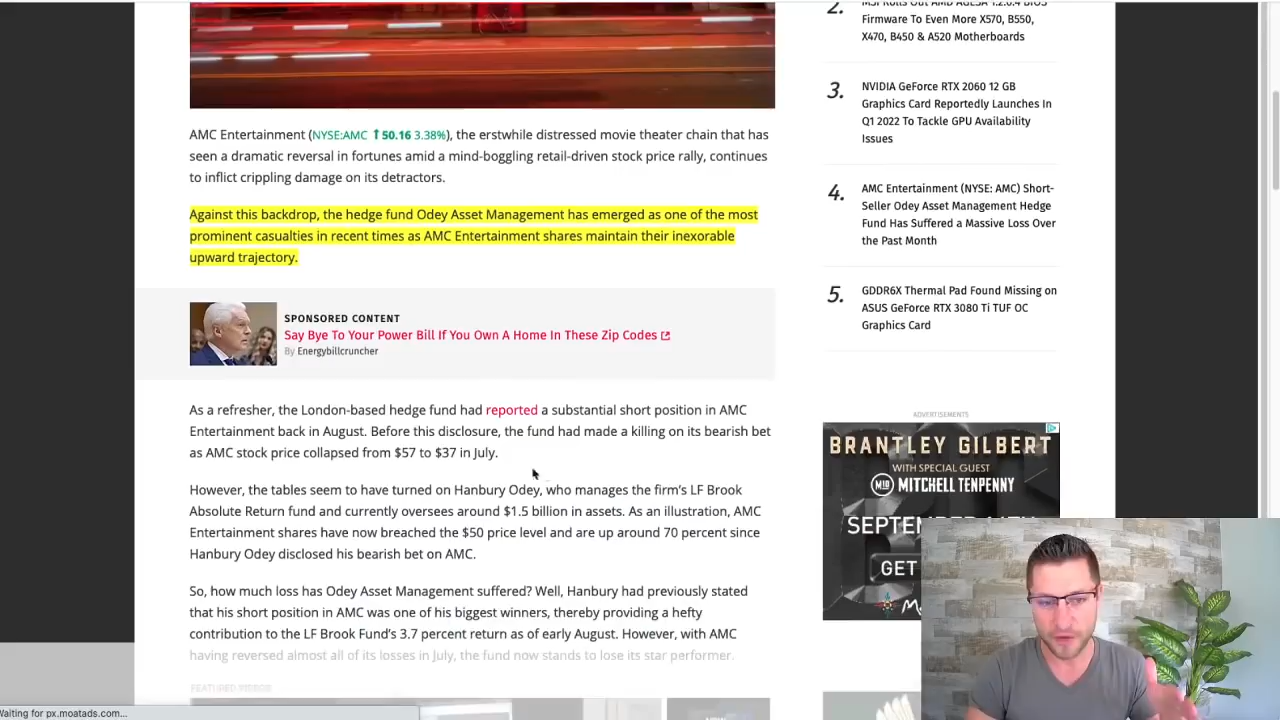 AMC Entertainment (NYSE:AMC ⬆50.16 3.38%), the erstwhile distressed movie theater chain that has
seen a dramatic reversal in fortunes amid a mind-boggling retail-driven stock price rally, continues
to inflict crippling damage on its detractors.
Against this backdrop, the hedge fund Odey Asset Management has emerged as one of the most
prominent casualties in recent times as AMC Entertainment shares maintain their inexorable
upward trajectory.
SPONSORED CONTENT
Say Bye To Your Power Bill If You Own A Home In These Zip Codes
By Energybillcruncher
As a refresher, the London-based hedge fund had reported a substantial short position in AMC
Entertainment back in August. Before this disclosure, the fund had made a killing on its bearish bet
as AMC stock price collapsed from $57 to $37 in July.
However, the tables seem to have turned on Hanbury Odey, who manages the firm's LF Brook
Absolute Return fund and currently oversees around $1.5 billion in assets. As an illustration, AMC
Entertainment shares have now breached the $50 price level and are up around 70 percent since
Hanbury Odey disclosed his bearish bet on AMC.
So, how much loss has Odey Asset Management suffered? Well, Hanbury had previously stated
that his short position in AMC was one of his biggest winners, thereby providing a hefty
contribution to the LF Brook Fund's 3.7 percent return as of early August. However, with AMC
having reversed almost all of its losses in July, the fund now stands to lose its star performer.
FEATURED VIDEOS
Waiting for px.moatads.com...
2. MSI Rolls Out AMD AGESA 1.2.0.4 BIOS
Firmware To Even More X570, B550,
X470, B450 & A520 Motherboards
3. NVIDIA GeForce RTX 2060 12 GB
Graphics Card Reportedly Launches In
Q1 2022 To Tackle GPU Availability
Issues
4. AMC Entertainment (NYSE: AMC) Short-
Seller Odey Asset Management Hedge
Fund Has Suffered a Massive Loss Over
the Past Month
5. GDDR6X Thermal Pad Found Missing on
ASUS GeForce RTX 3080 Ti TUF OC
Graphics Card
ADVERTISEMENTS
BRANTLEY GILBERT
WITH SPECIAL GUEST
MITCHELL TENPENNY
GET